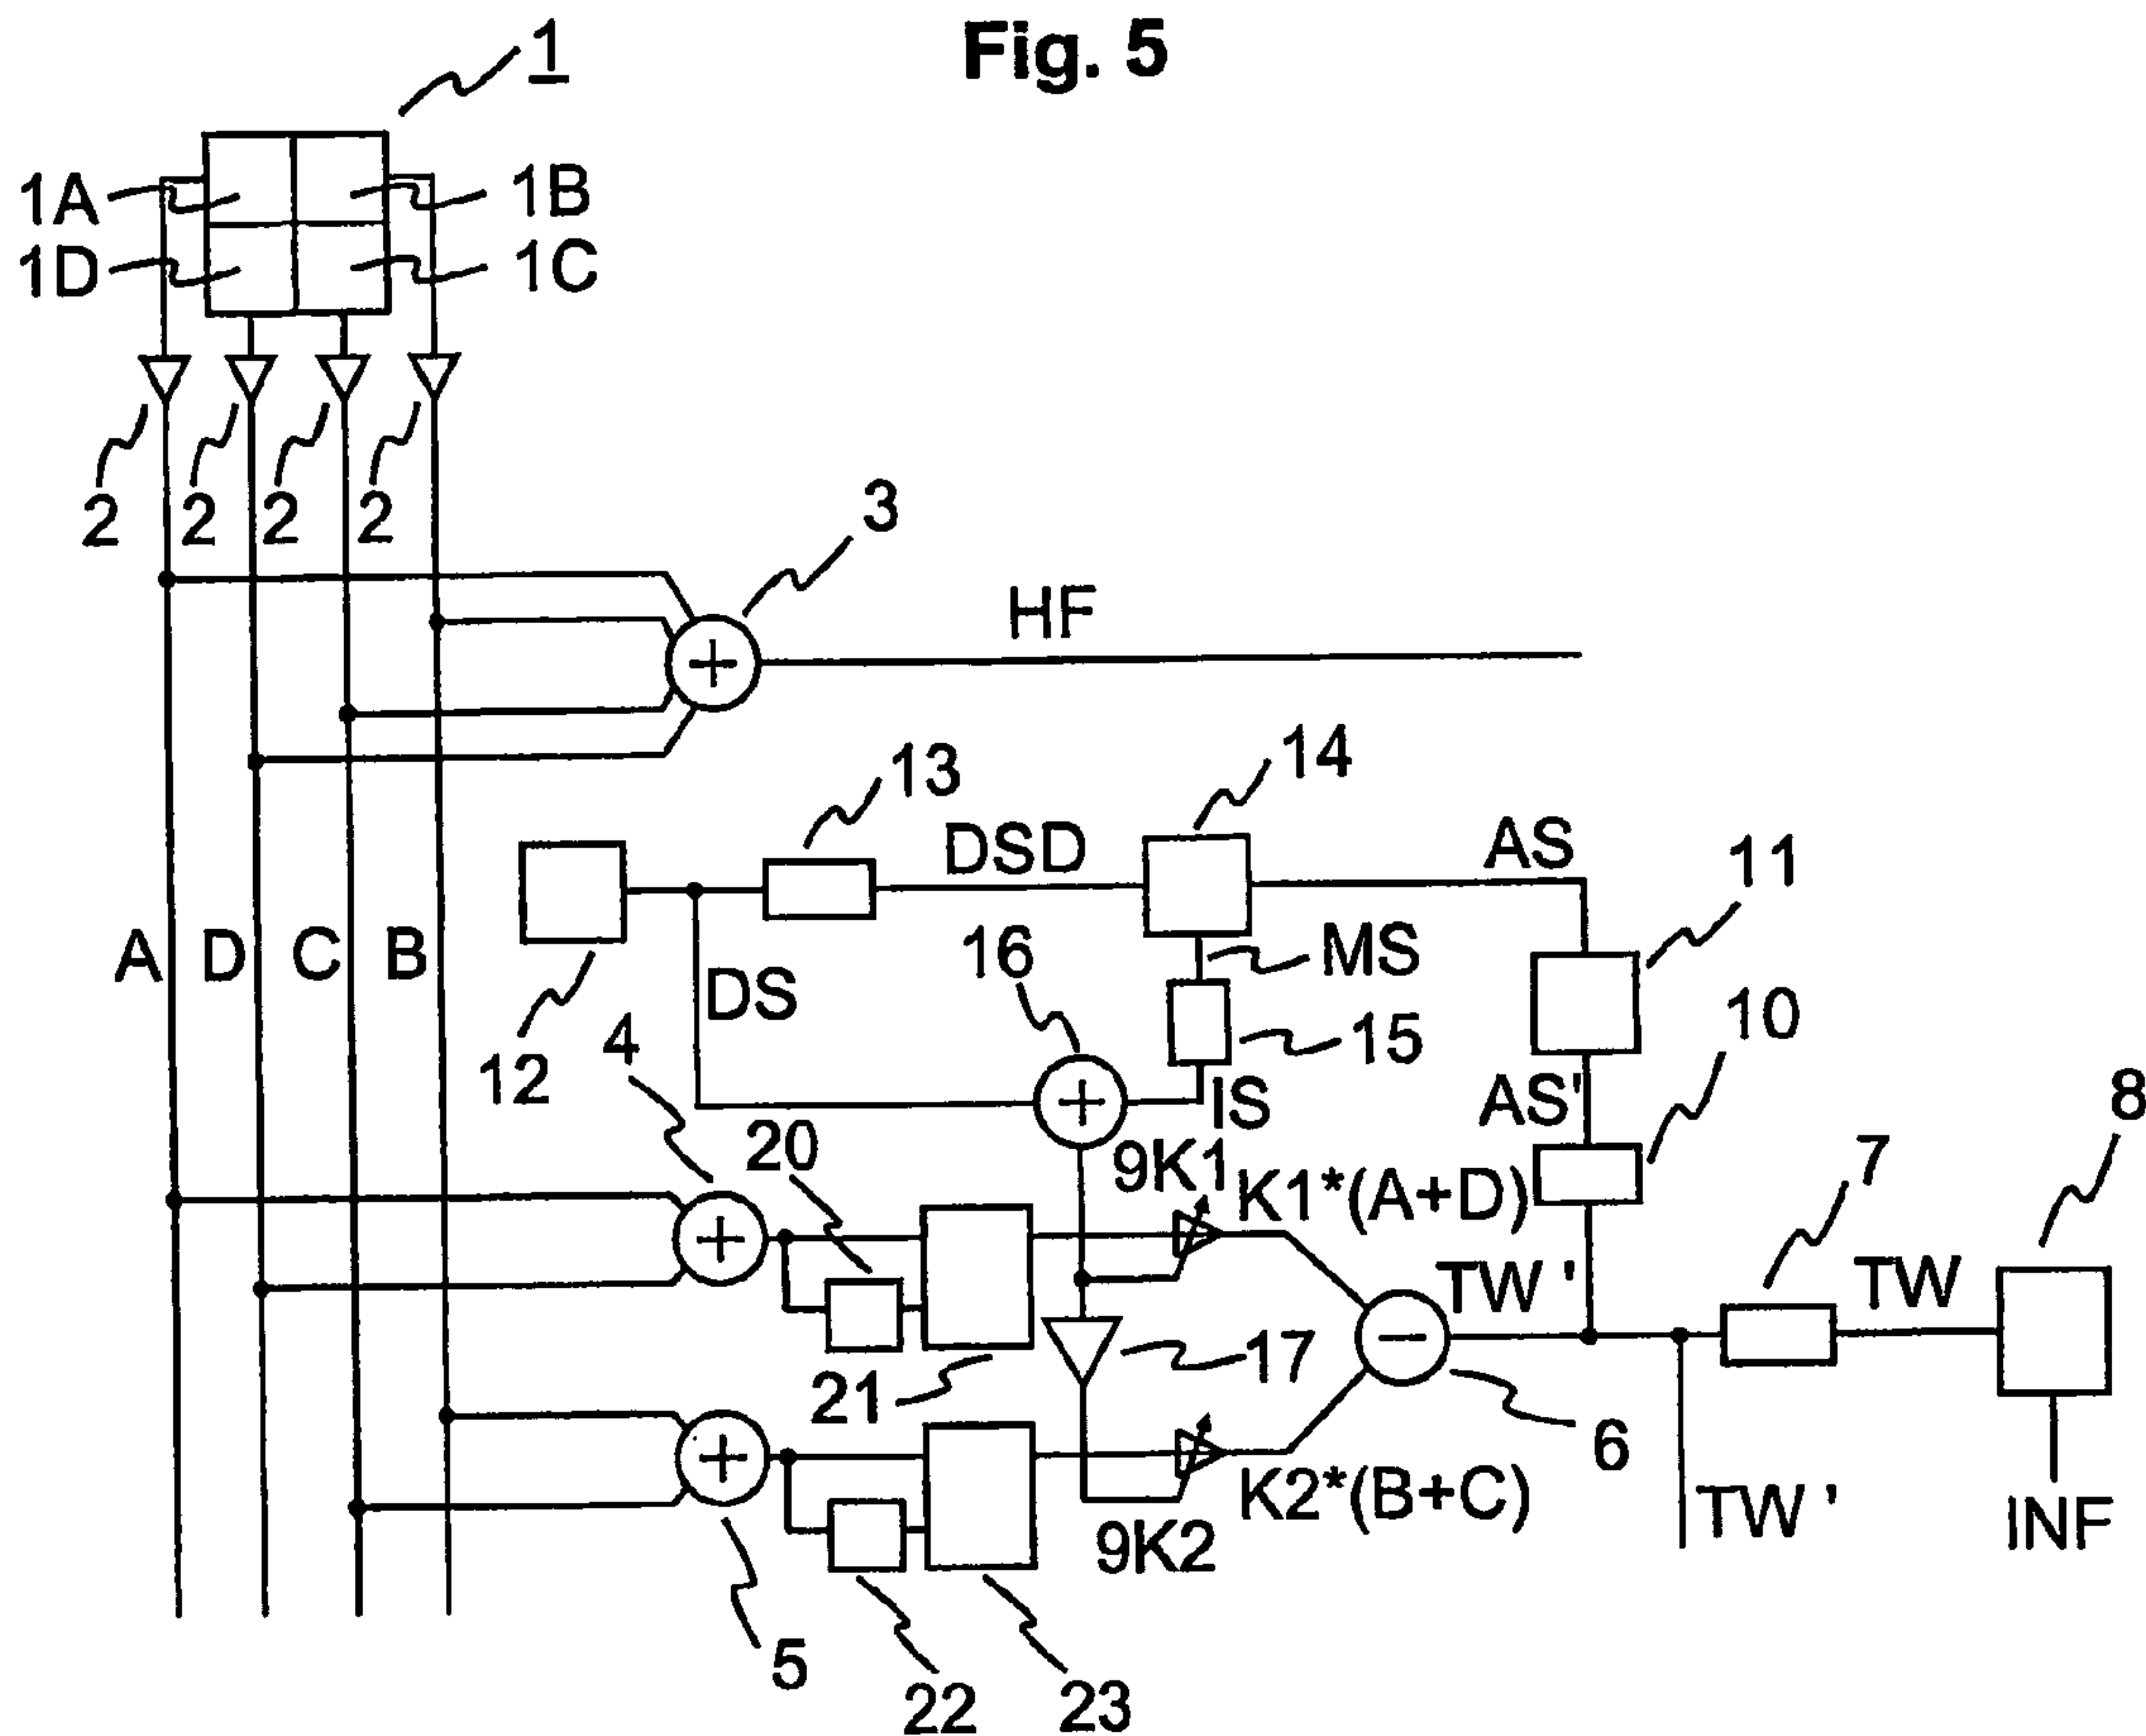 Fig. 5
1
1A
1B
1D
1C
2
2
2
2
3
HF
13
14
DSD
AS
11
A
D
C
B
16
MS
DS
10
4
12
15
IS
AS'
8
20
9K1
K1*(A+D)
7
TW'
TW
17
21
6
K2*(B+C)
TW'
INF
9K2
5
22
23